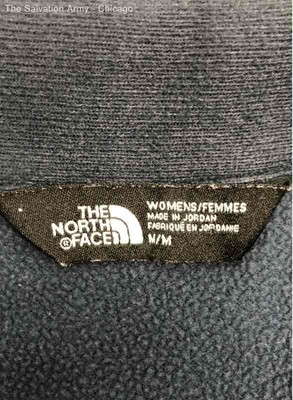 The Salvation Army - Chicago
THE
NORTH
®FACE
WOMENS/FEMMES
MADE IN JORDAN
FABRIQUÉ EN JORDANIE
M/M